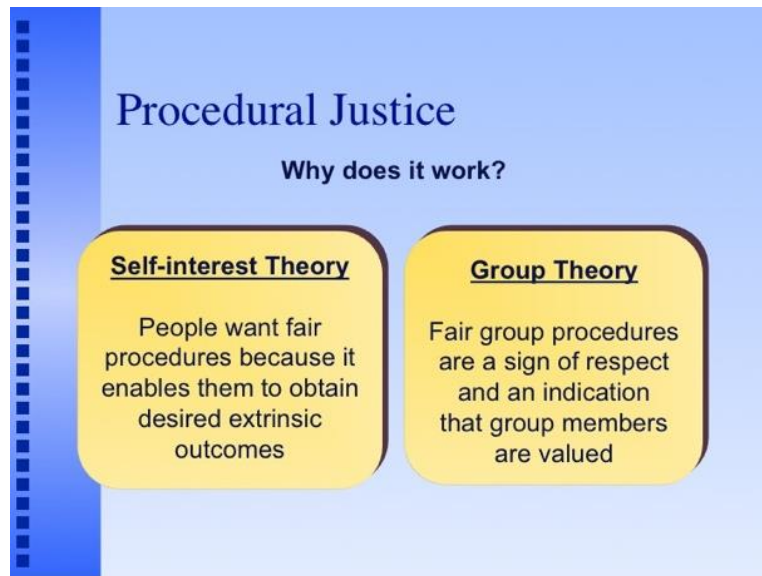 Procedural Justice
Why does it work?
Self-interest Theory
People want fair
procedures because it
enables them to obtain
desired extrinsic
outcomes
Group Theory
Fair group procedures
are a sign of respect
and an indication
that group members
are valued